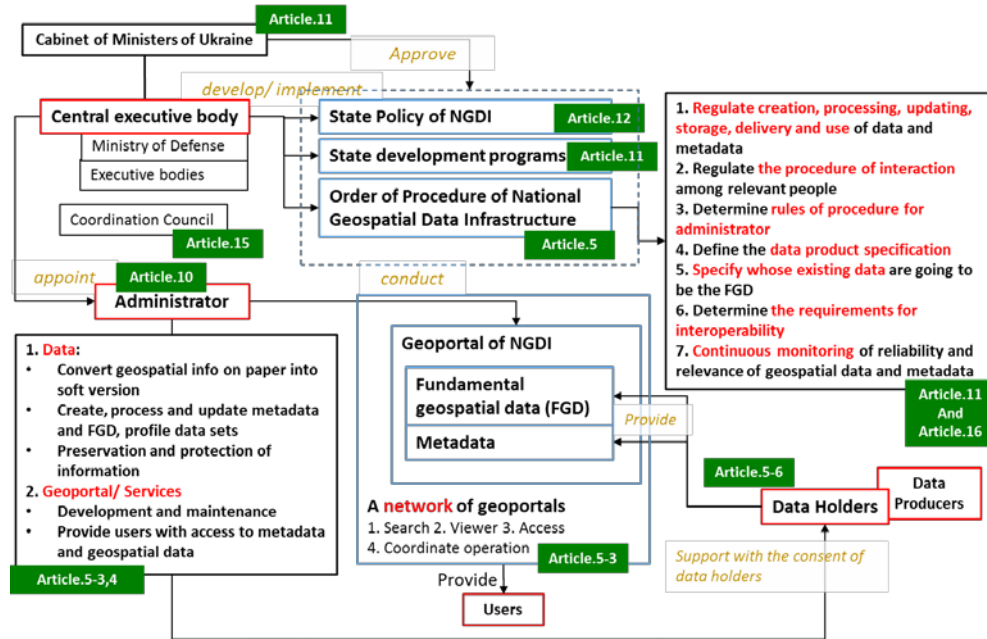 Article.11
Cabinet of Ministers of Ukraine
Approve
develop/ implement
Central executive body
Ministry of Defense
Executive bodies
Coordination Council
Article.15
State Policy of NGDI
Article.12
State development programs
Article.11
Order of Procedure of National
Geospatial Data Infrastructure
Article.5
1. Regulate creation, processing, updating,
storage, delivery and use of data and
metadata
2. Regulate the procedure of interaction
among relevant people
3. Determine rules of procedure for
administrator
4. Define the data product specification
5. Specify whose existing data are going to
be the FGD
6. Determine the requirements for
interoperability
7. Continuous monitoring of reliability and
relevance of geospatial data and metadata
Article.11
And
Article.16
appoint
Article.10
Administrator
conduct
1. Data:
• Convert geospatial info on paper into
soft version
• Create, process and update metadata
and FGD, profile data sets
• Preservation and protection of
information
2. Geoportal/ Services
• Development and maintenance
• Provide users with access to metadata
and geospatial data
Article.5-3,4
Geoportal of NGDI
Fundamental
geospatial data (FGD)
Metadata
Provide
A network of geoportals
1. Search 2. Viewer 3. Access
4. Coordinate operation
Article.5-3
Provide
Users
Article.5-6
Data Holders
Data
Producers
Support with the consent of
data holders